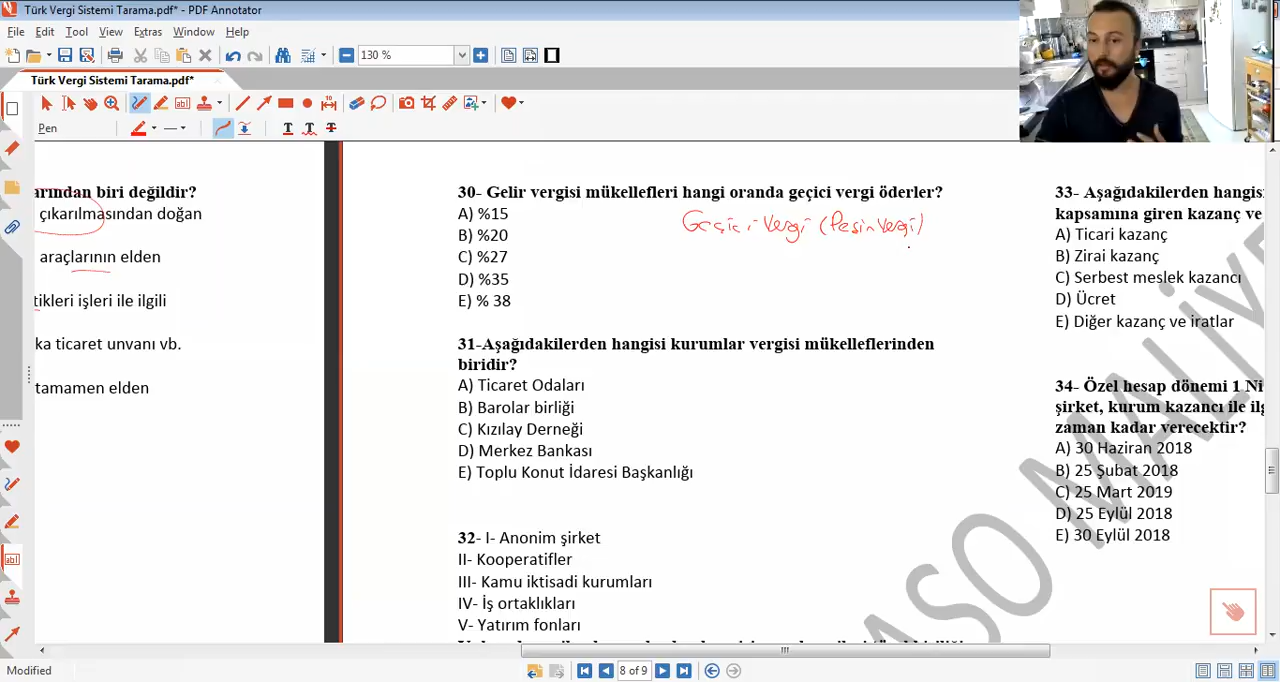 Türk Vergi Sistemi Tarama.pdf* - PDF Annotator
File Edit Tool View Extras Window Help
130 %
Türk Vergi Sistemi Tarama.pdf*
Pen
arından biri değildir?
çıkarılmasından doğan
araçlarının elden
tikleri işleri ile ilgili
ka ticaret unvanı vb.
tamamen elden
30- Gelir vergisi mükellefleri hangi oranda geçici vergi öderler?
Geçici Vergi (Peşin Vergi)
A) %15
B) %20
C) %27
D) %35
E) % 38
31-Aşağıdakilerden hangisi kurumlar vergisi mükelleflerinden
biridir?
A) Ticaret Odaları
B) Barolar birliği
C) Kızılay Derneği
D) Merkez Bankası
E) Toplu Konut İdaresi Başkanlığı
32- I- Anonim şirket
II- Kooperatifler
III- Kamu iktisadi kurumları
IV- İş ortaklıkları
V- Yatırım fonları
33- Aşağıdakilerden hangis
kapsamına giren kazanç ve
A) Ticari kazanç
B) Zirai kazanç
C) Serbest meslek kazancı
D) Ücret
E) Diğer kazanç ve iratlar
34- Özel hesap dönemi 1 Ni
şirket, kurum kazancı ile ilg
zaman kadar verecektir?
A) 30 Haziran 2018
B) 25 Şubat 2018
C) 25 Mart 2019
D) 25 Eylül 2018
E) 30 Eylül 2018
ASO MALİYE
Modified
8 of 9